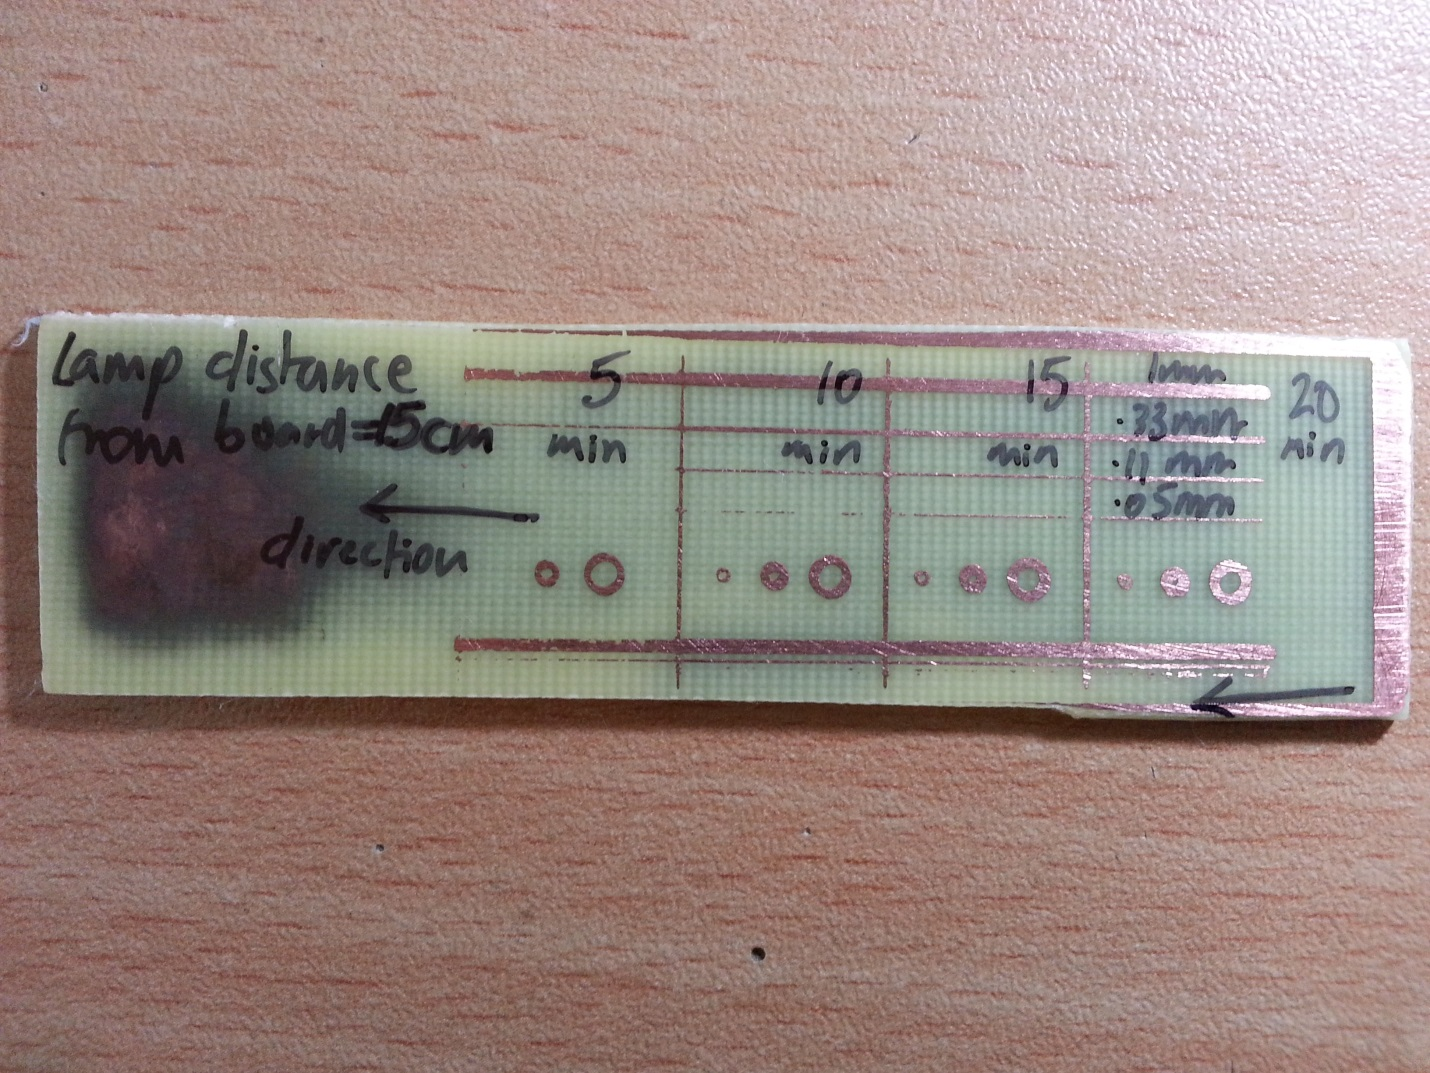 Lamp distance
from board=15cm
direction
5
min
10
min
15
min
1mm
.33mm
.11mm
.05mm
20
min